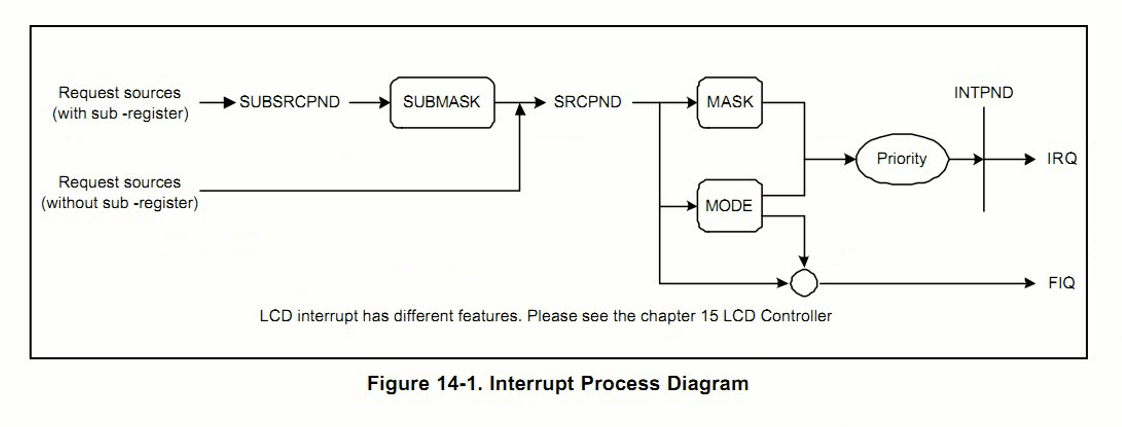 Request sources
(with sub -register)
SUBSRCPND
SUBMASK
SRCPND
MASK
INTPND
Priority
IRQ
Request sources
(without sub -register)
MODE
FIQ
LCD interrupt has different features. Please see the chapter 15 LCD Controller
Figure 14-1. Interrupt Process Diagram